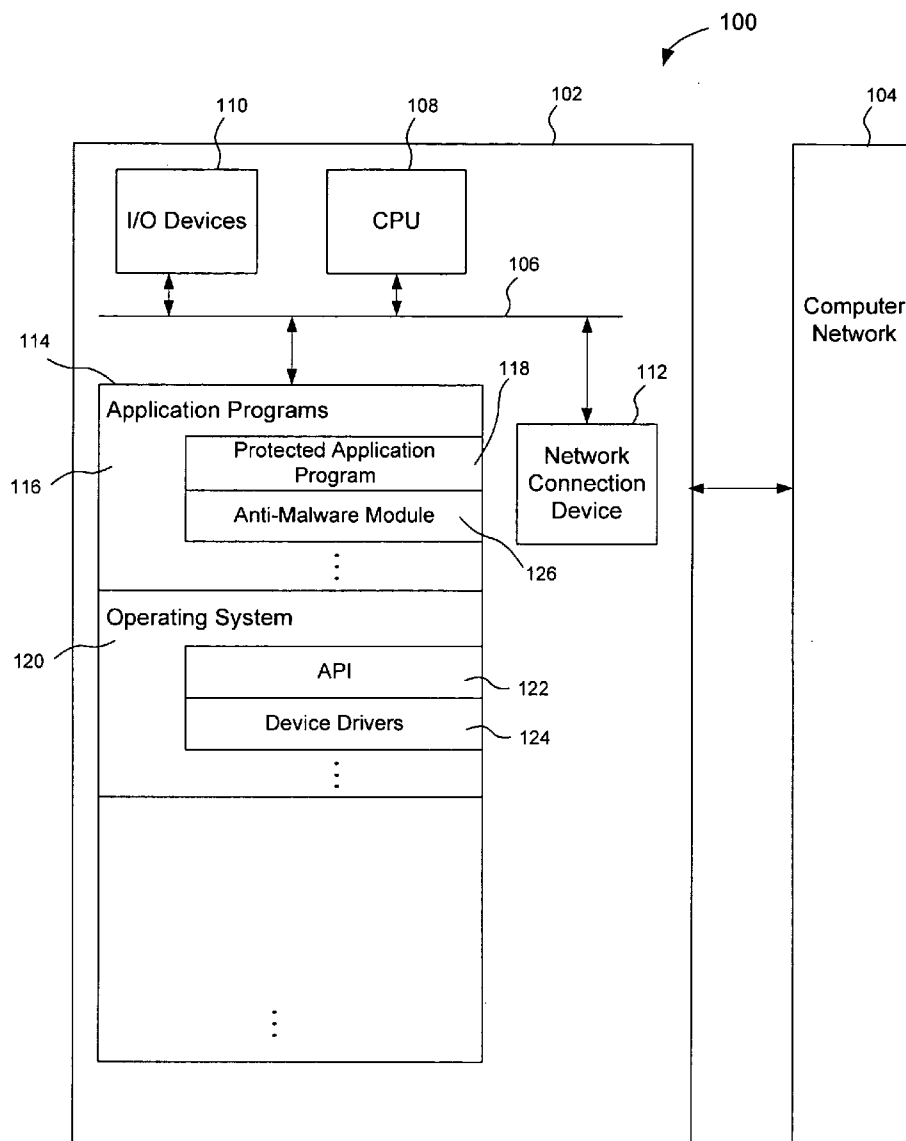 100
110
108
102
104
I/O Devices
CPU
106
Computer
Network
114
118
112
Application Programs
Protected Application
Program
Network
Connection
Device
116
Anti-Malware Module
126
Operating System
120
API
122
Device Drivers
124